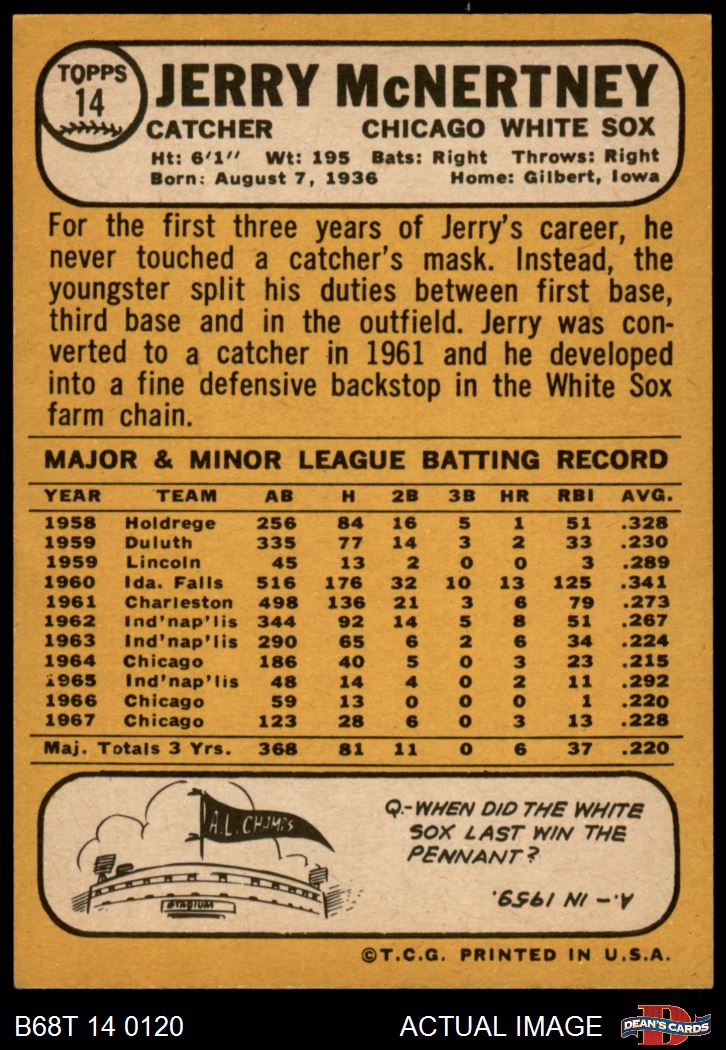 TOPPS
14
JERRY McNERTNEY
CATCHER CHICAGO WHITE SOX
Ht: 6'1" Wt: 195 Bats: Right Throws: Right
Born: August 7, 1936 Home: Gilbert, Iowa
For the first three years of Jerry's career, he
never touched a catcher's mask. Instead, the
youngster split his duties between first base,
third base and in the outfield. Jerry was con-
verted to a catcher in 1961 and he developed
into a fine defensive backstop in the White Sox
farm chain.
MAJOR & MINOR LEAGUE BATTING RECORD
YEAR TEAM AB H 2B 3B HR RBI AVG.
1958 Holdrege 256 84 16 5 1 51 .328
1959 Duluth 335 77 14 3 2 33 .230
1959 Lincoln 45 13 2 0 0 3 .289
1960 Ida. Falls 516 176 32 10 13 125 .341
1961 Charleston 498 136 21 3 6 79 .273
1962 Ind'nap'lis 344 92 14 5 8 51 .267
1963 Ind'nap'lis 290 65 6 2 6 34 .224
1964 Chicago 186 40 5 0 3 23 .215
1965 Ind'nap'lis 48 14 4 0 2 11 .292
1966 Chicago 59 13 0 0 0 1 .220
1967 Chicago 123 28 6 0 3 13 .228
Maj. Totals 3 Yrs. 368 81 11 0 6 37 .220
A.L. CHAMPS
STADIUM
Q.-WHEN DID THE WHITE
SOX LAST WIN THE
PENNANT?
A.- IN 1959.
©T.C.G. PRINTED IN U.S.A.
B68T 14 0120 ACTUAL IMAGE
D
DEAN'S CARDS